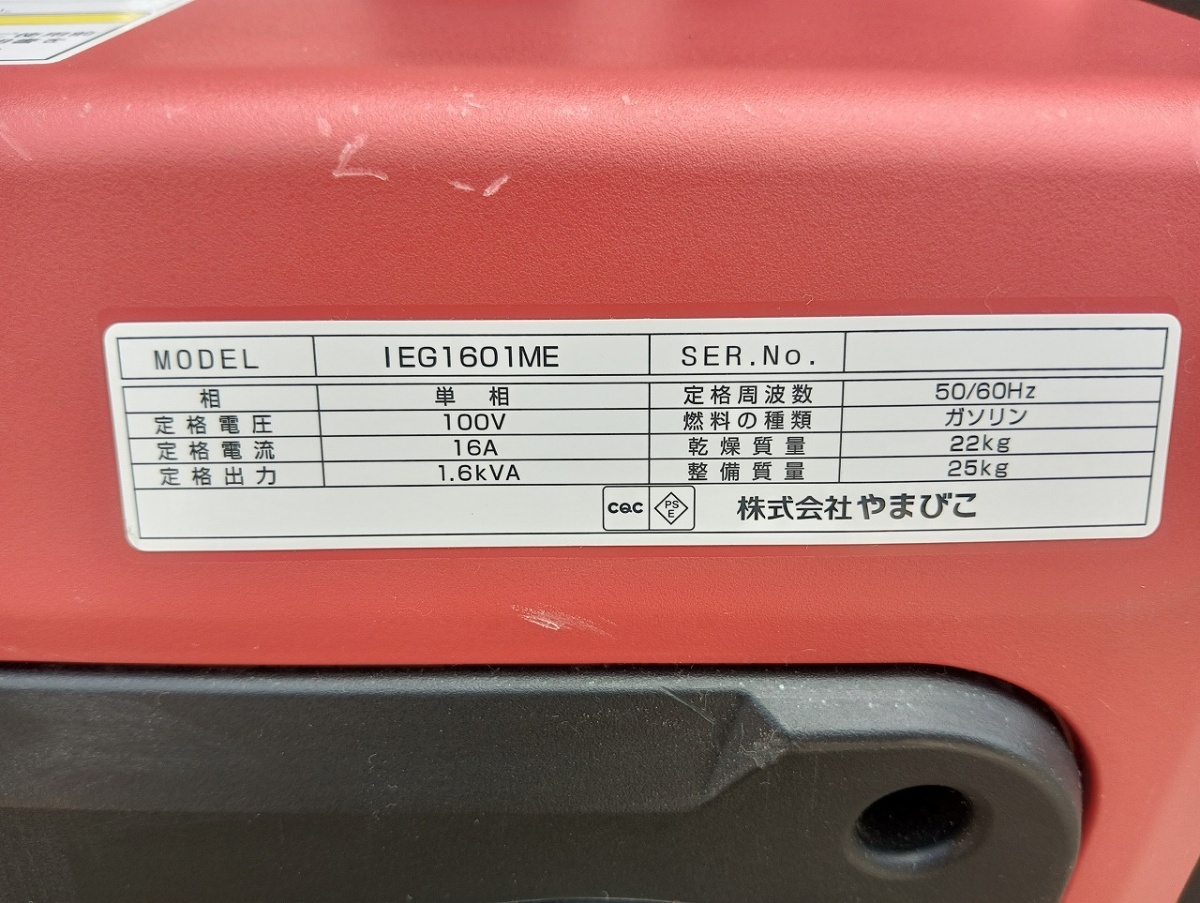 MODEL IEG1601ME SER.No.
相 単相 定格周波数 50/60Hz
定格電圧 100V 燃料の種類 ガソリン
定格電流 16A 乾燥質量 22kg
定格出力 1.6kVA 整備質量 25kg
CQC PSE 株式会社やまびこ